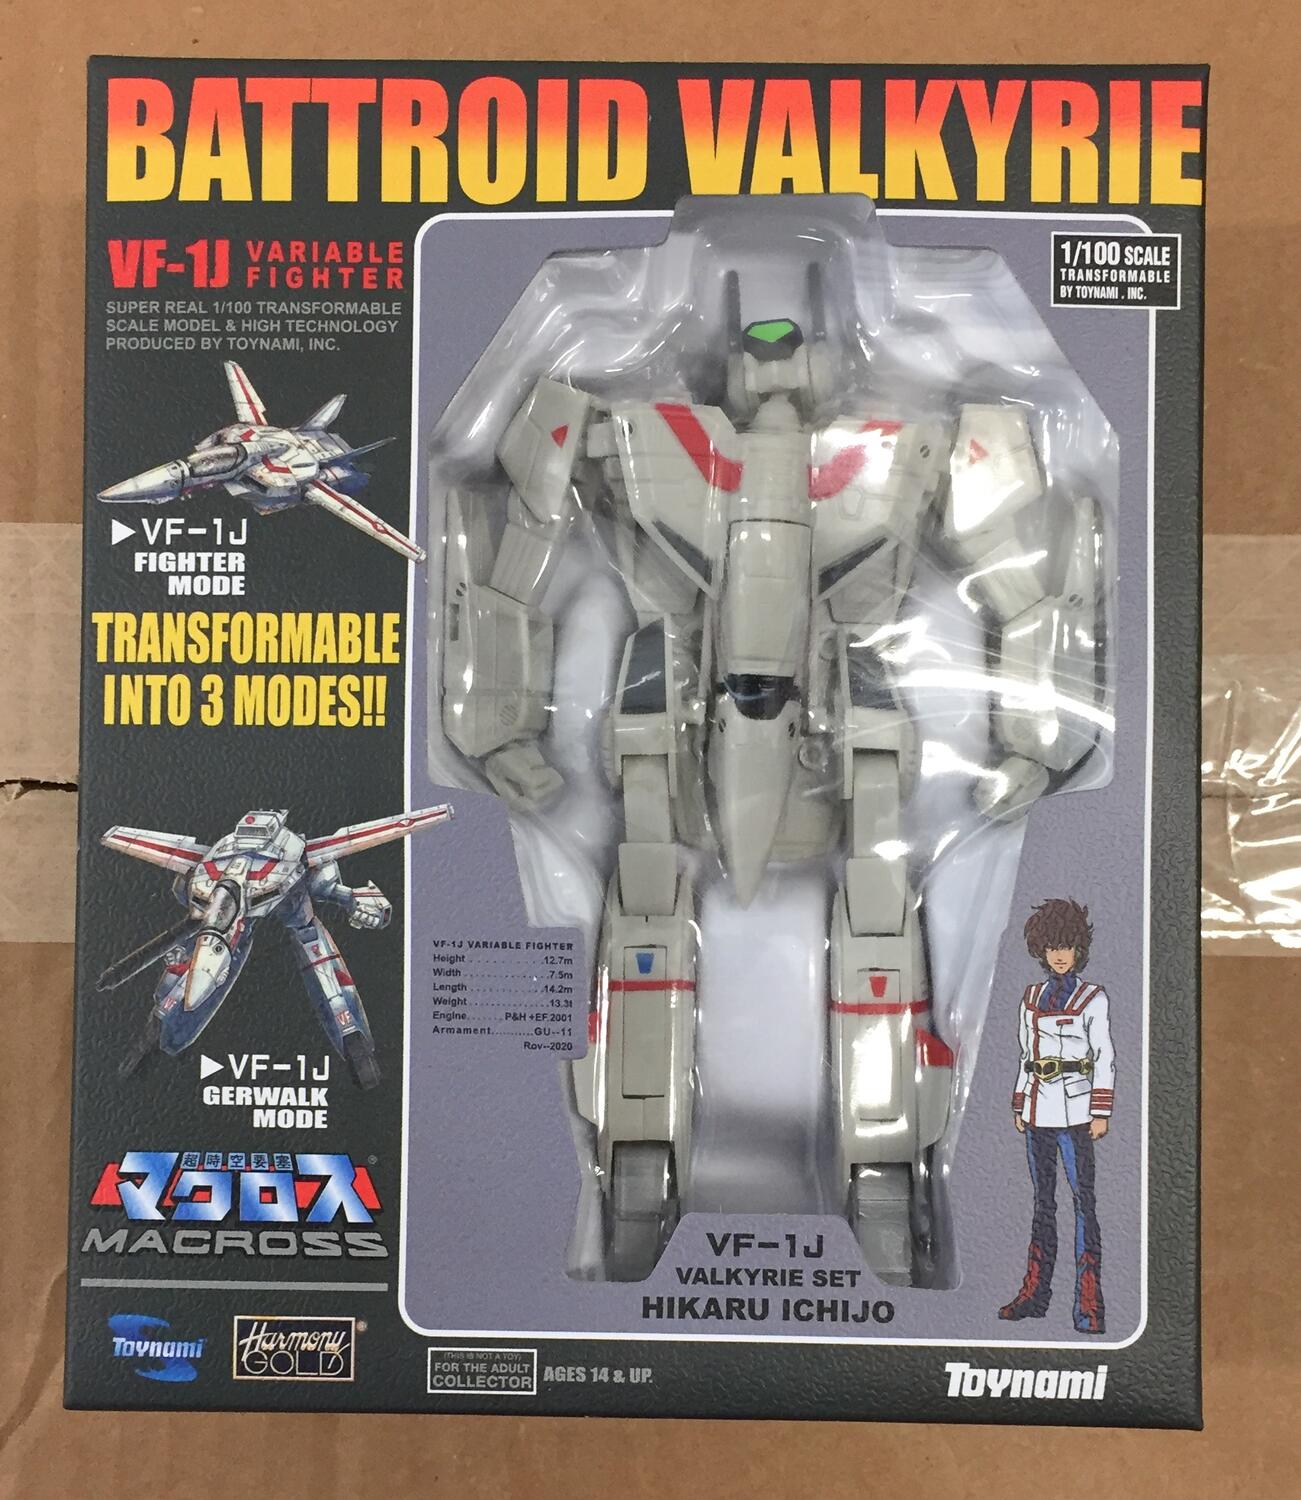 BATTROID VALKYRIE
VF-1J VARIABLE FIGHTER
SUPER REAL 1/100 TRANSFORMABLE
SCALE MODEL & HIGH TECHNOLOGY
PRODUCED BY TOYNAMI, INC.
1/100 SCALE
TRANSFORMABLE
BY TOYNAMI . INC.
VF-1J
FIGHTER
MODE
TRANSFORMABLE
INTO 3 MODES!!
VF-1J
GERWALK
MODE
VF-1J VARIABLE FIGHTER
Height..........12.7m
Width............7.5m
Length..........14.2m
Weight..........13.3t
Engine.......P&H+EF.2001
Armament..........GU--11
Rov--2020
超時空要塞
マクロス
MACROSS
VF-1J
VALKYRIE SET
HIKARU ICHIJO
Toynami
Harmony
GOLD
(THIS IS NOT A TOY)
FOR THE ADULT
COLLECTOR
AGES 14 & UP.
Toynami